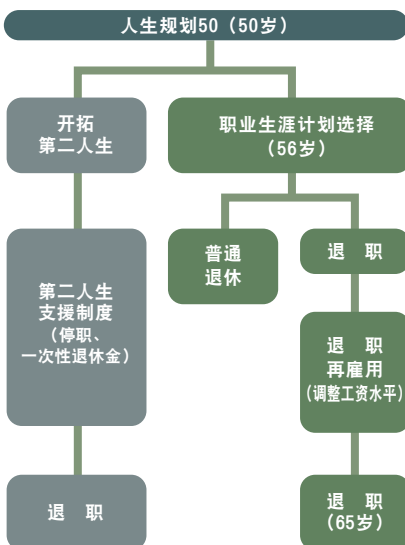 人生规划50（50岁）
开拓
第二人生
职业生涯计划选择
（56岁）
第二人生
支援制度
（停职、
一次性退休金）
普通
退休
退　职
退　职
再雇用
（调整工资水平）
退　职
退　职
（65岁）